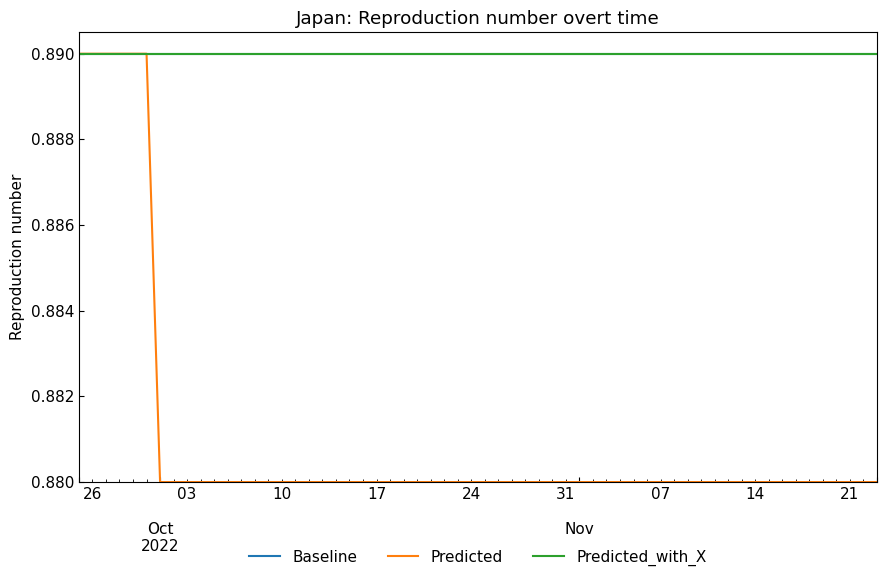 Japan: Reproduction number overt time
Reproduction number
0.890
0.888
0.886
0.884
0.882
0.880
26 03 10 17 24 31 07 14 21
Oct Nov
2022
Baseline Predicted Predicted_with_X